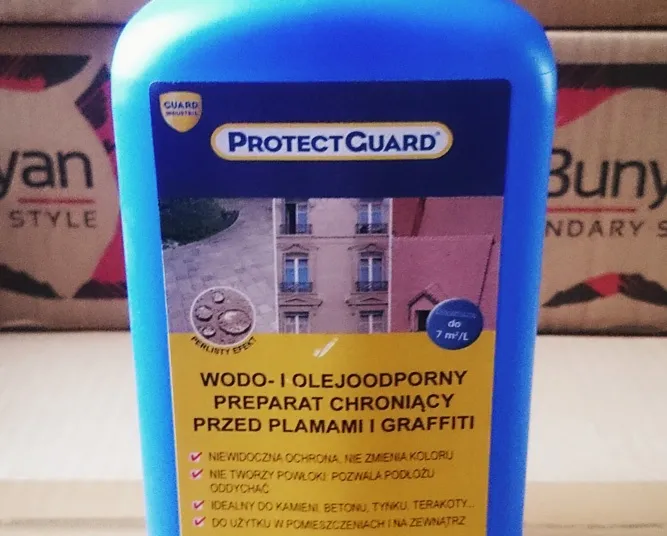 GUARD
INDUSTRIE
PROTECTGUARD®
yan
STYLE
Buny
NDARY S
do
7 m²/L
PERLISTY EFEKT
WODO- I OLEJOODPORNY
PREPARAT CHRONIĄCY
PRZED PLAMAMI I GRAFFITI
NIEWIDOCZNA OCHRONA, NIE ZMIENIA KOLORU
NIE TWORZY POWŁOKI. POZWALA PODŁOŻU
ODDYCHAĆ
IDEALNY DO KAMIENI, BETONU, TYNKU, TERAKOTY...
DO UŻYTKU W POMIESZCZENIACH I NA ZEWNĄTRZ